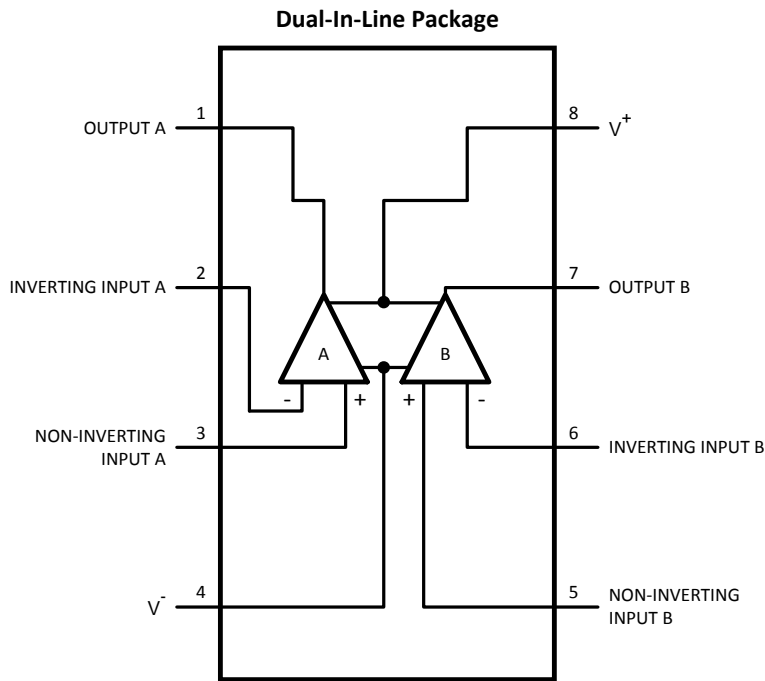 Dual-In-Line Package
1
OUTPUT A
8
V+
2
INVERTING INPUT A
7
OUTPUT B
A
B
-
+
+
-
3
NON-INVERTING
INPUT A
6
INVERTING INPUT B
4
V-
5
NON-INVERTING
INPUT B